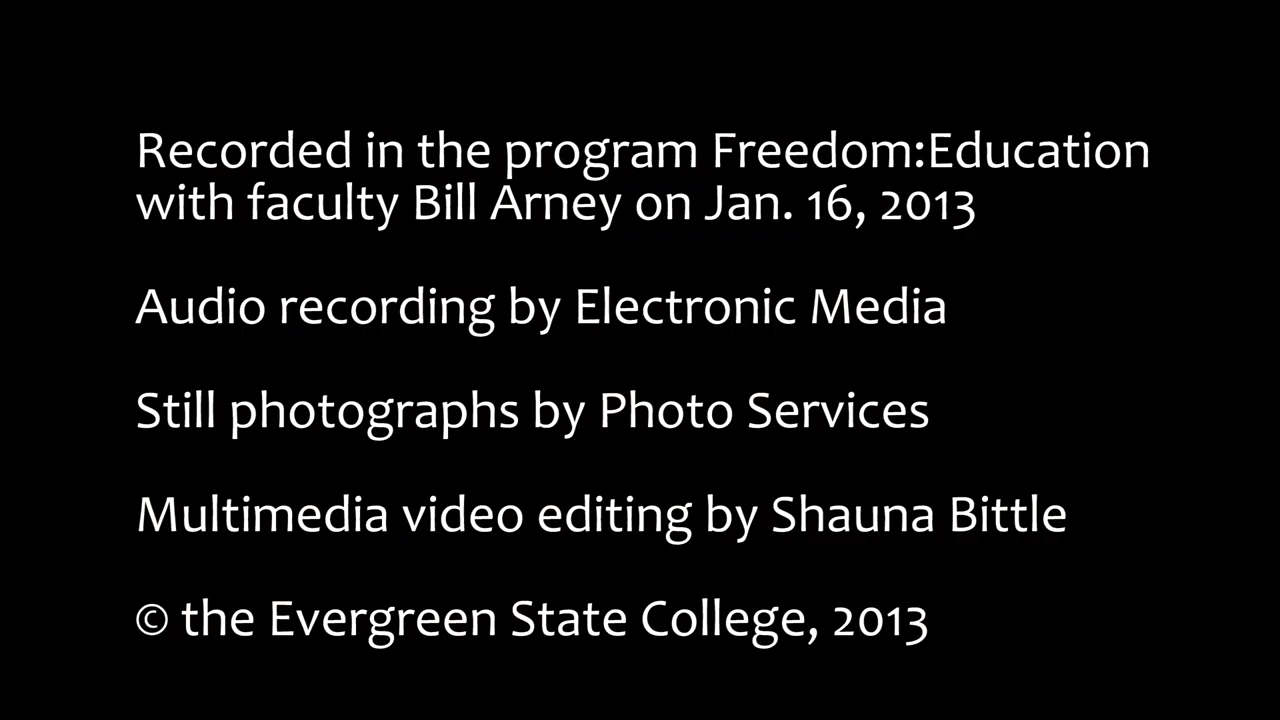 Recorded in the program Freedom:Education
with faculty Bill Arney on Jan. 16, 2013
Audio recording by Electronic Media
Still photographs by Photo Services
Multimedia video editing by Shauna Bittle
© the Evergreen State College, 2013